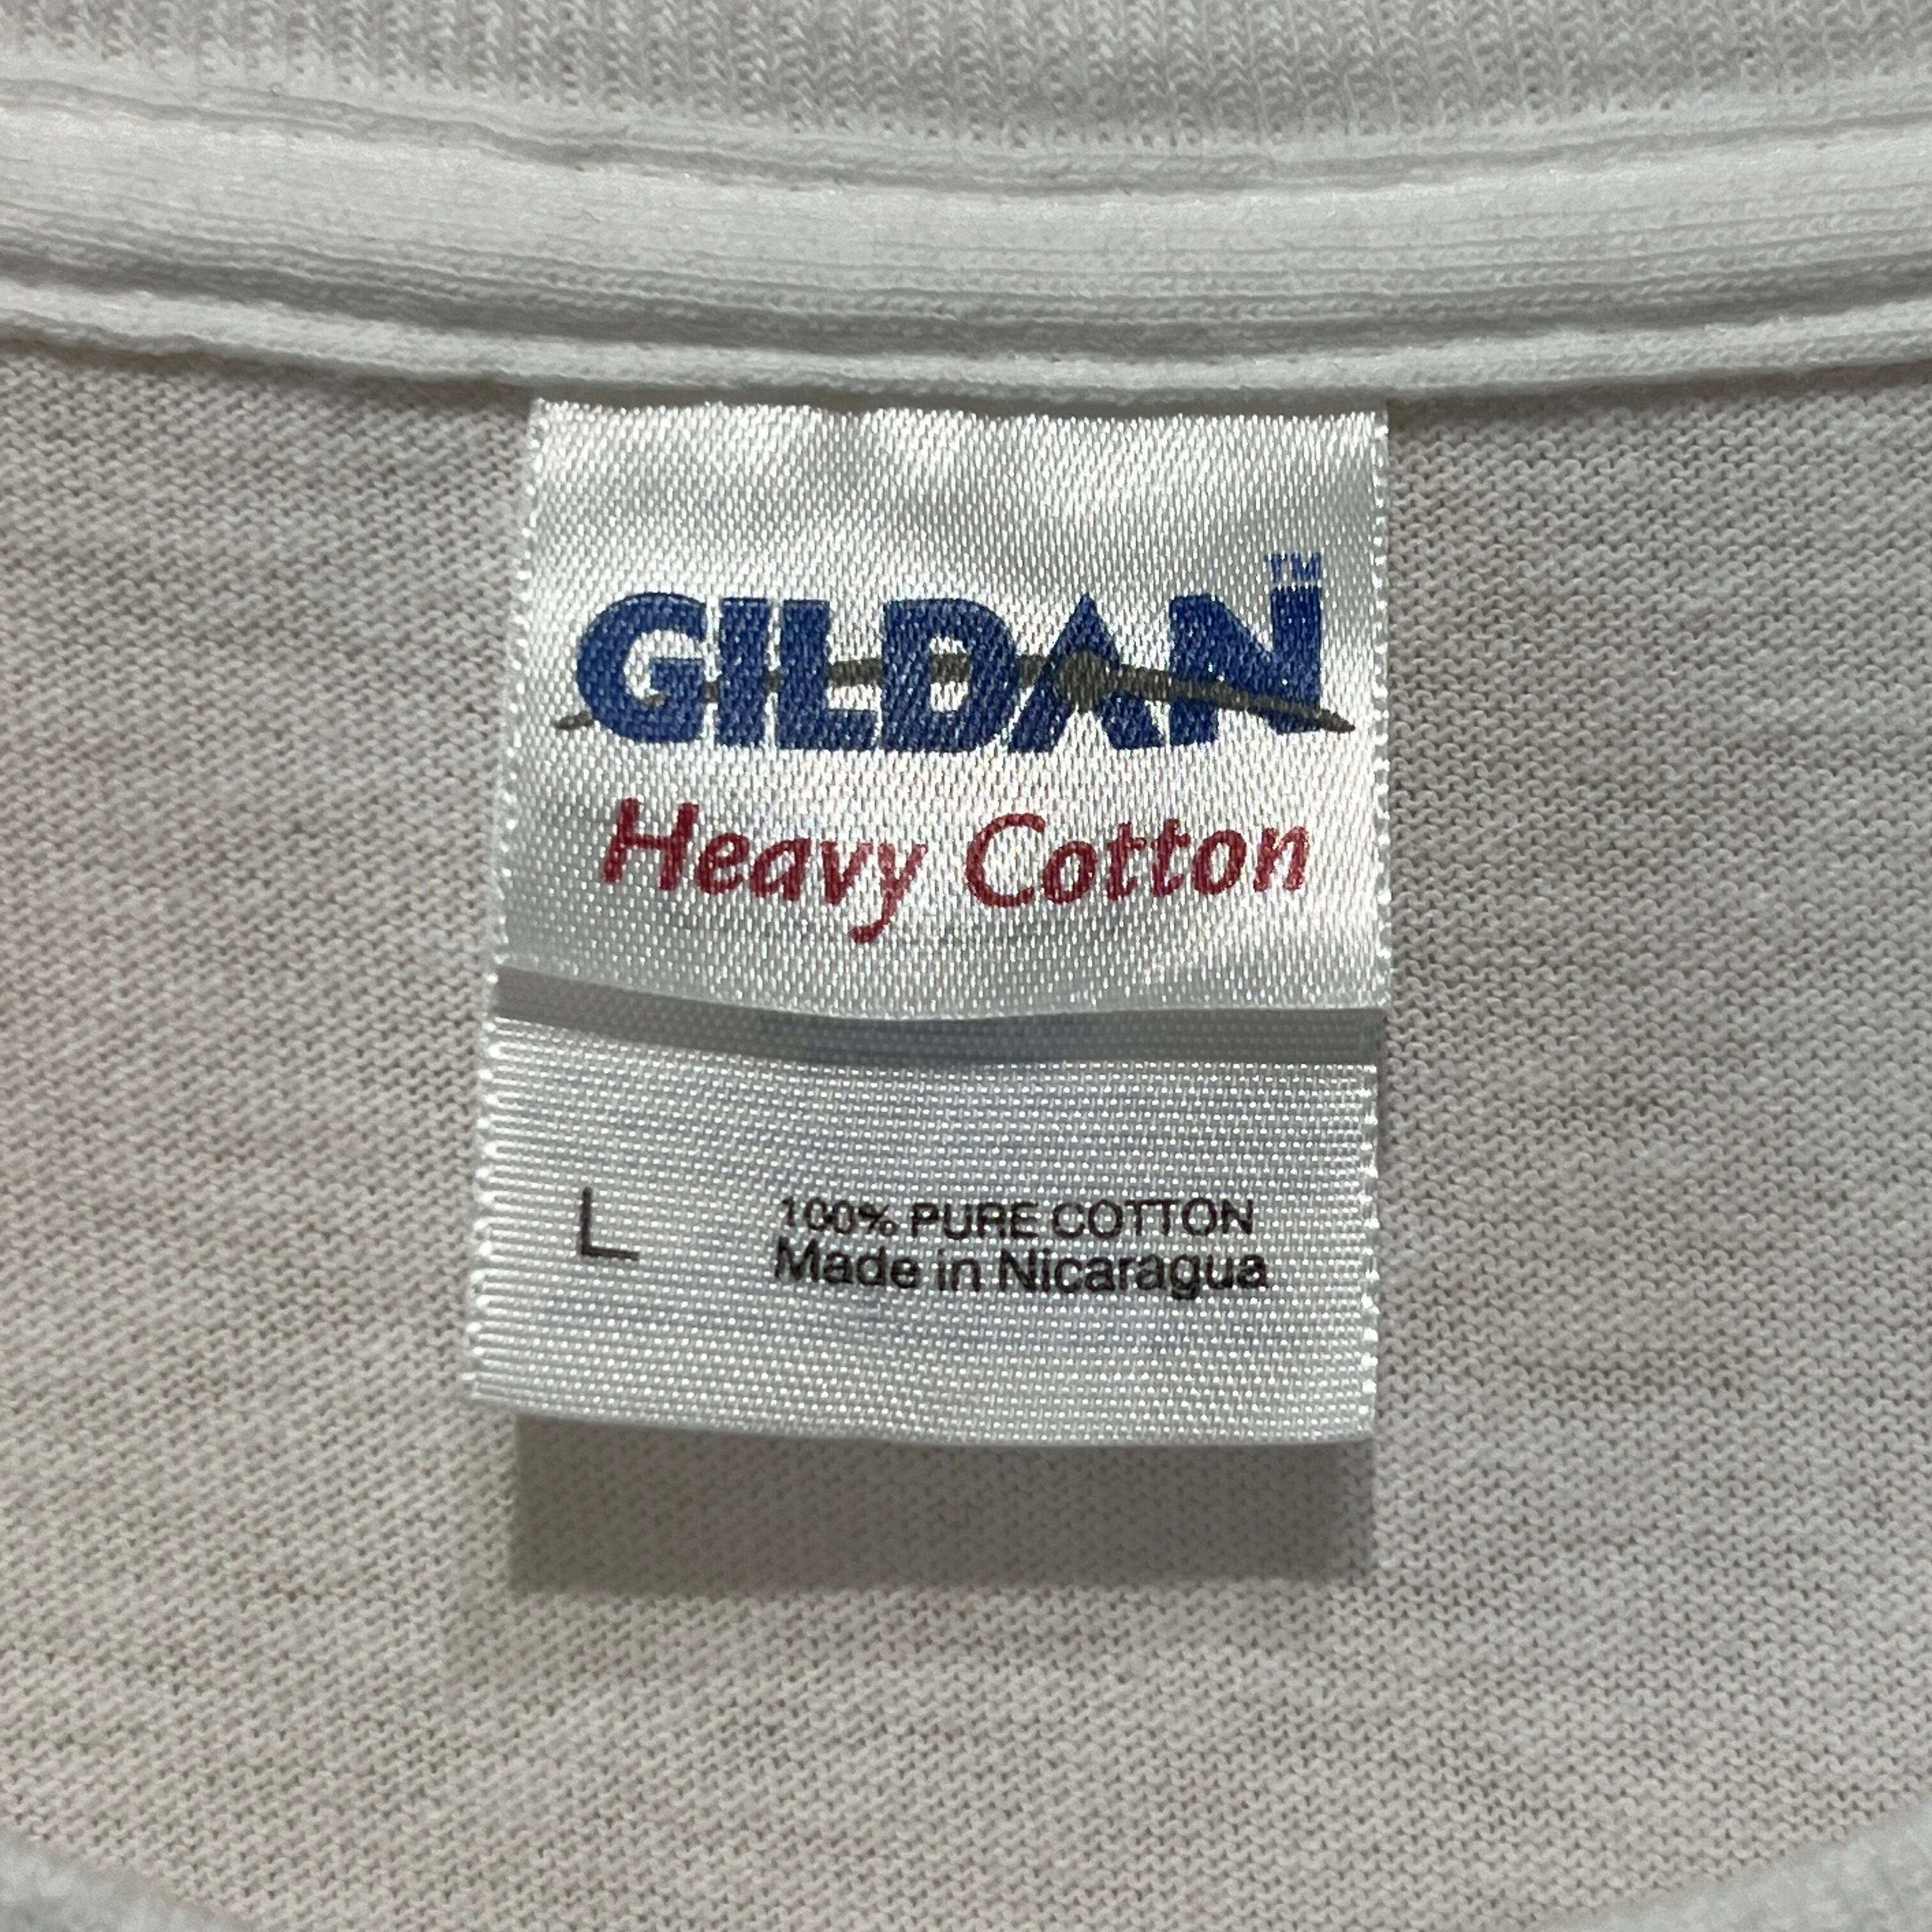 GILDAN™
Heavy Cotton
L
100% PURE COTTON
Made in Nicaragua